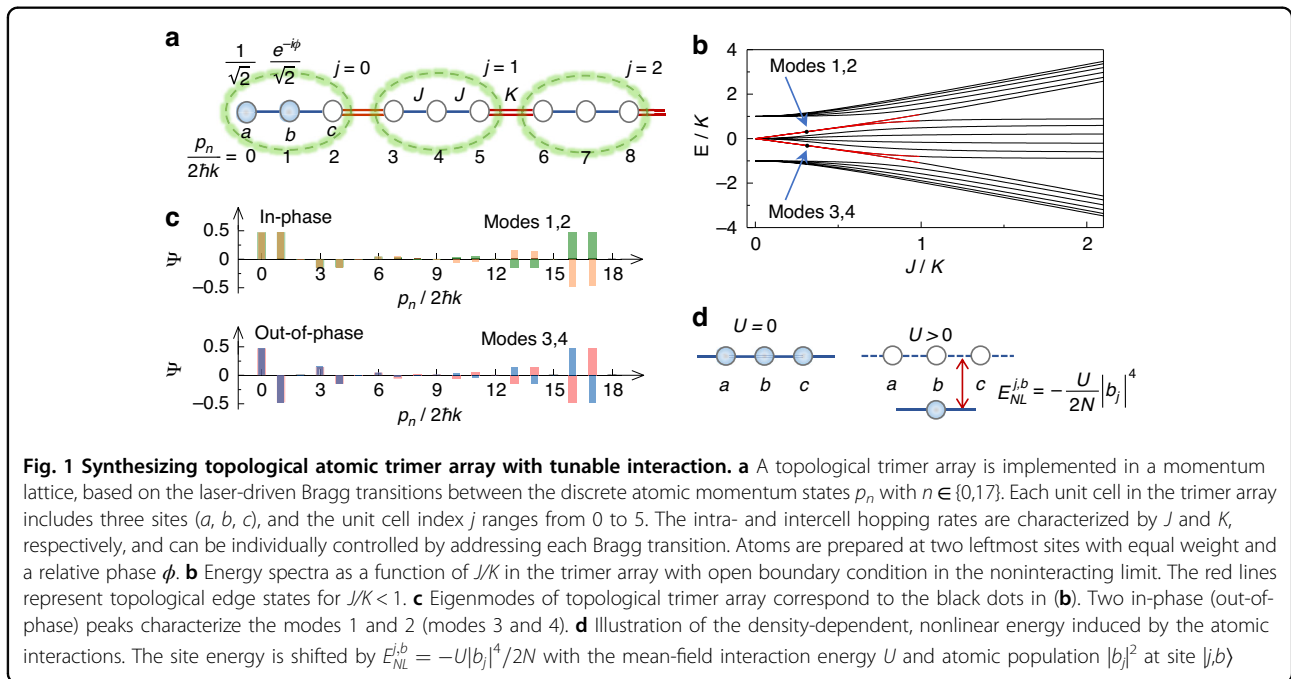 a
1/√2 e^{−iϕ}/√2 j = 0 j = 1 j = 2
J J K
a b c
p_n/2ħk = 0 1 2 3 4 5 6 7 8
b
4
2
0
−2
−4
E / K
Modes 1,2
Modes 3,4
0 1 2
J / K
c
In-phase Modes 1,2
0.5
−0.5
Ψ
0 3 6 9 12 15 18
p_n / 2ħk
Out-of-phase Modes 3,4
0.5
−0.5
Ψ
0 3 6 9 12 15 18
p_n / 2ħk
d
U = 0 U > 0
a b c a b c
E_{NL}^{j,b} = −U/2N |b_j|^4
Fig. 1 Synthesizing topological atomic trimer array with tunable interaction. a A topological trimer array is implemented in a momentum
lattice, based on the laser-driven Bragg transitions between the discrete atomic momentum states p_n with n ∈ {0,17}. Each unit cell in the trimer array
includes three sites (a, b, c), and the unit cell index j ranges from 0 to 5. The intra- and intercell hopping rates are characterized by J and K,
respectively, and can be individually controlled by addressing each Bragg transition. Atoms are prepared at two leftmost sites with equal weight and
a relative phase ϕ. b Energy spectra as a function of J/K in the trimer array with open boundary condition in the noninteracting limit. The red lines
represent topological edge states for J/K < 1. c Eigenmodes of topological trimer array correspond to the black dots in (b). Two in-phase (out-of-
phase) peaks characterize the modes 1 and 2 (modes 3 and 4). d Illustration of the density-dependent, nonlinear energy induced by the atomic
interactions. The site energy is shifted by E_{NL}^{j,b} = −U|b_j|^4/2N with the mean-field interaction energy U and atomic population |b_j|^2 at site |j,b⟩